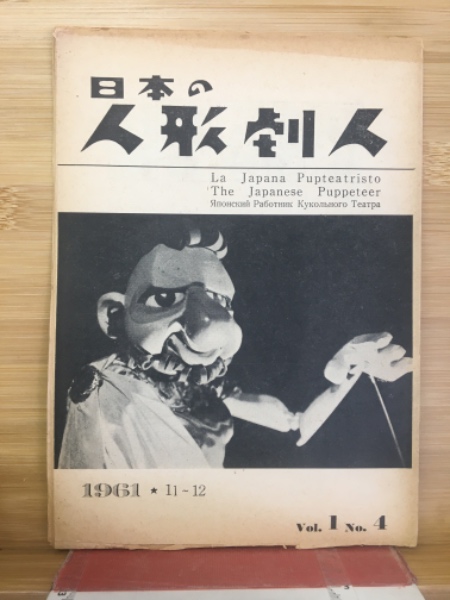 日本の
人形劇人
La Japana Pupteatristo
The Japanese Puppeteer
Японский Работник Кукольного Театра
1961 ★ 11-12
Vol. 1 No. 4